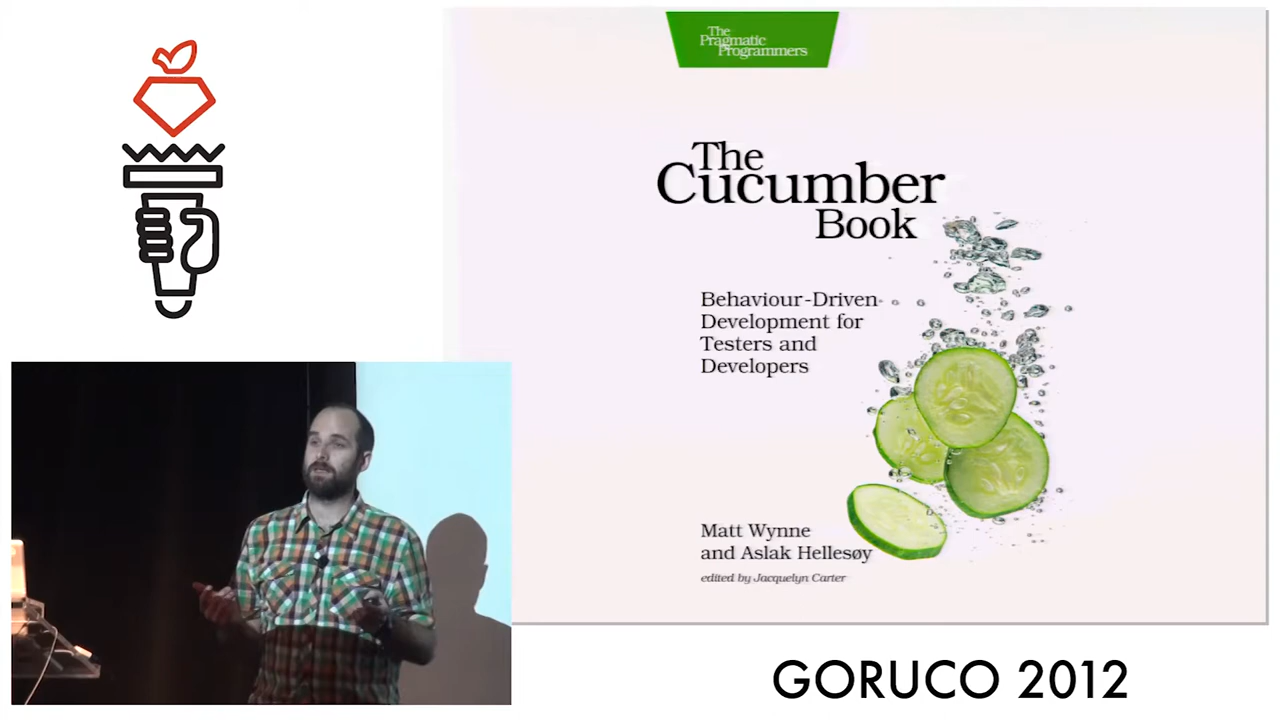 The
Pragmatic
Programmers
The
Cucumber
Book
Behaviour-Driven
Development for
Testers and
Developers
Matt Wynne
and Aslak Hellesøy
edited by Jacquelyn Carter
GORUCO 2012